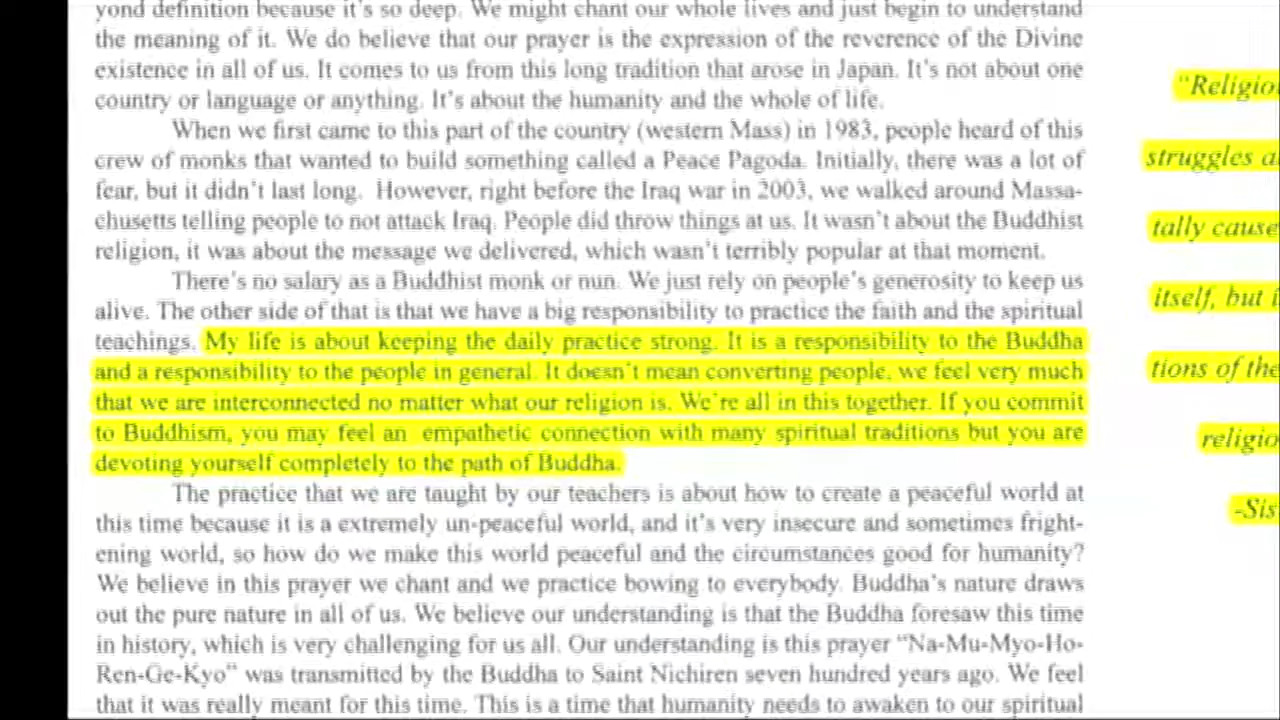 yond definition because it's so deep. We might chant our whole lives and just begin to understand
the meaning of it. We do believe that our prayer is the expression of the reverence of the Divine
existence in all of us. It comes to us from this long tradition that arose in Japan. It's not about one
country or language or anything. It's about the humanity and the whole of life.
When we first came to this part of the country (western Mass) in 1983, people heard of this
crew of monks that wanted to build something called a Peace Pagoda. Initially, there was a lot of
fear, but it didn't last long. However, right before the Iraq war in 2003, we walked around Massa-
chusetts telling people to not attack Iraq. People did throw things at us. It wasn't about the Buddhist
religion, it was about the message we delivered, which wasn't terribly popular at that moment.
There's no salary as a Buddhist monk or nun. We just rely on people's generosity to keep us
alive. The other side of that is that we have a big responsibility to practice the faith and the spiritual
teachings. My life is about keeping the daily practice strong. It is a responsibility to the Buddha
and a responsibility to the people in general. It doesn't mean converting people, we feel very much
that we are interconnected no matter what our religion is. We're all in this together. If you commit
to Buddhism, you may feel an empathetic connection with many spiritual traditions but you are
devoting yourself completely to the path of Buddha.
The practice that we are taught by our teachers is about how to create a peaceful world at
this time because it is a extremely un-peaceful world, and it's very insecure and sometimes fright-
ening world, so how do we make this world peaceful and the circumstances good for humanity?
We believe in this prayer we chant and we practice bowing to everybody. Buddha's nature draws
out the pure nature in all of us. We believe our understanding is that the Buddha foresaw this time
in history, which is very challenging for us all. Our understanding is this prayer "Na-Mu-Myo-Ho-
Ren-Ge-Kyo" was transmitted by the Buddha to Saint Nichiren seven hundred years ago. We feel
that it was really meant for this time. This is a time that humanity needs to awaken to our spiritual
"Religio
struggles a
tally cause
itself, but i
tions of the
religio
-Sis